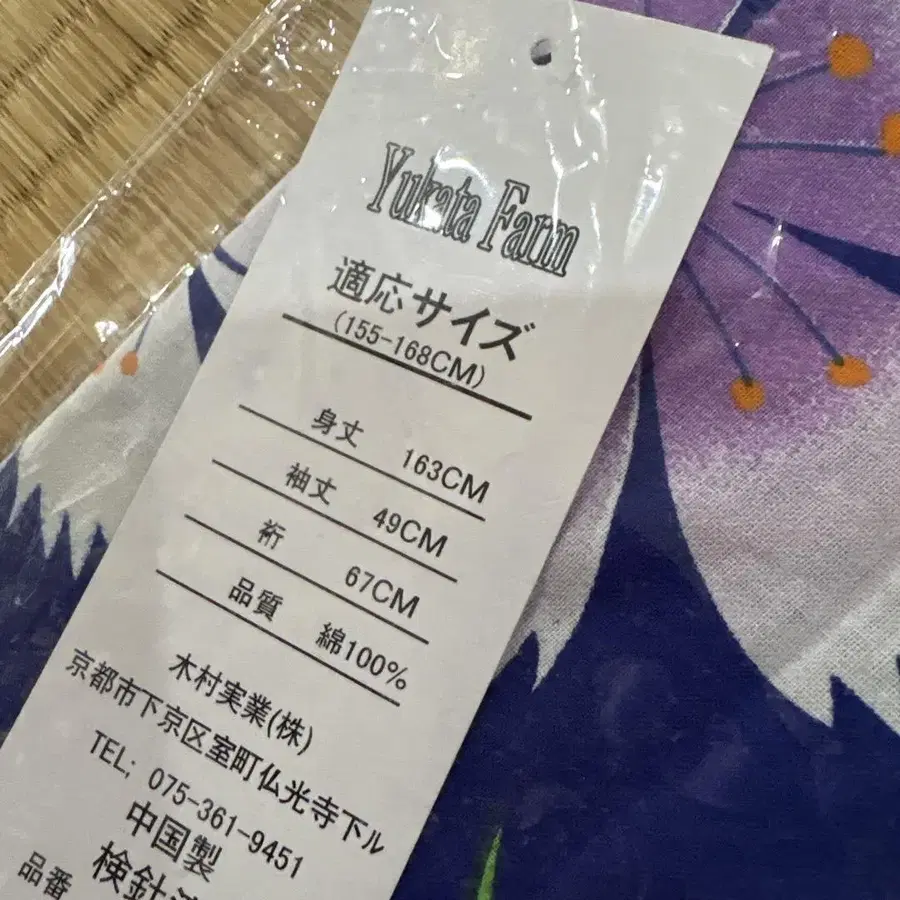 Yukata Farm
適応サイズ
(155-168CM)
身丈 163CM
袖丈 49CM
裄 67CM
品質 綿100%
木村実業(株)
京都市下京区室町仏光寺下ル
TEL; 075-361-9451
中国製
検針
品番